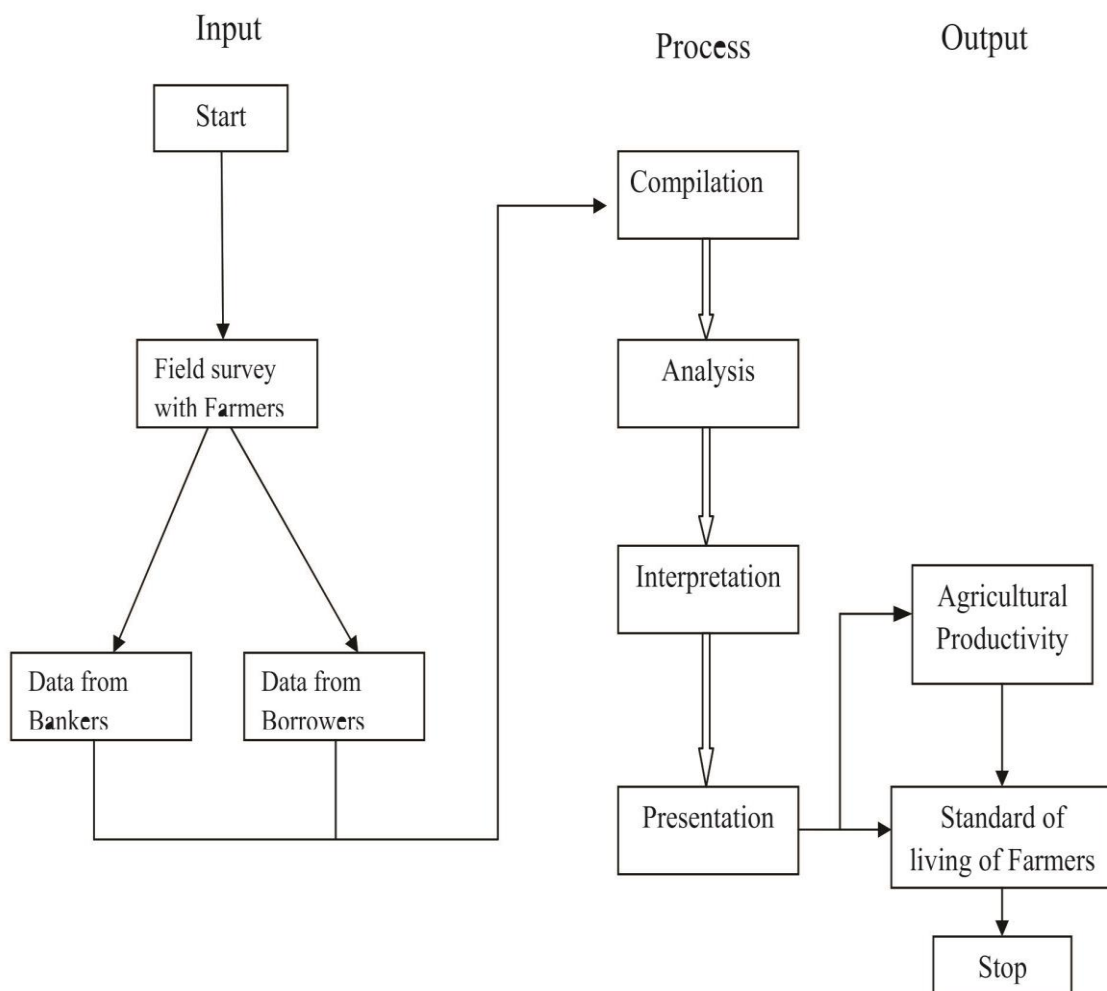 Input
Process
Output
Start
Field survey
with Farmers
Data from
Bankers
Data from
Borrowers
Compilation
Analysis
Interpretation
Presentation
Agricultural
Productivity
Standard of
living of Farmers
Stop